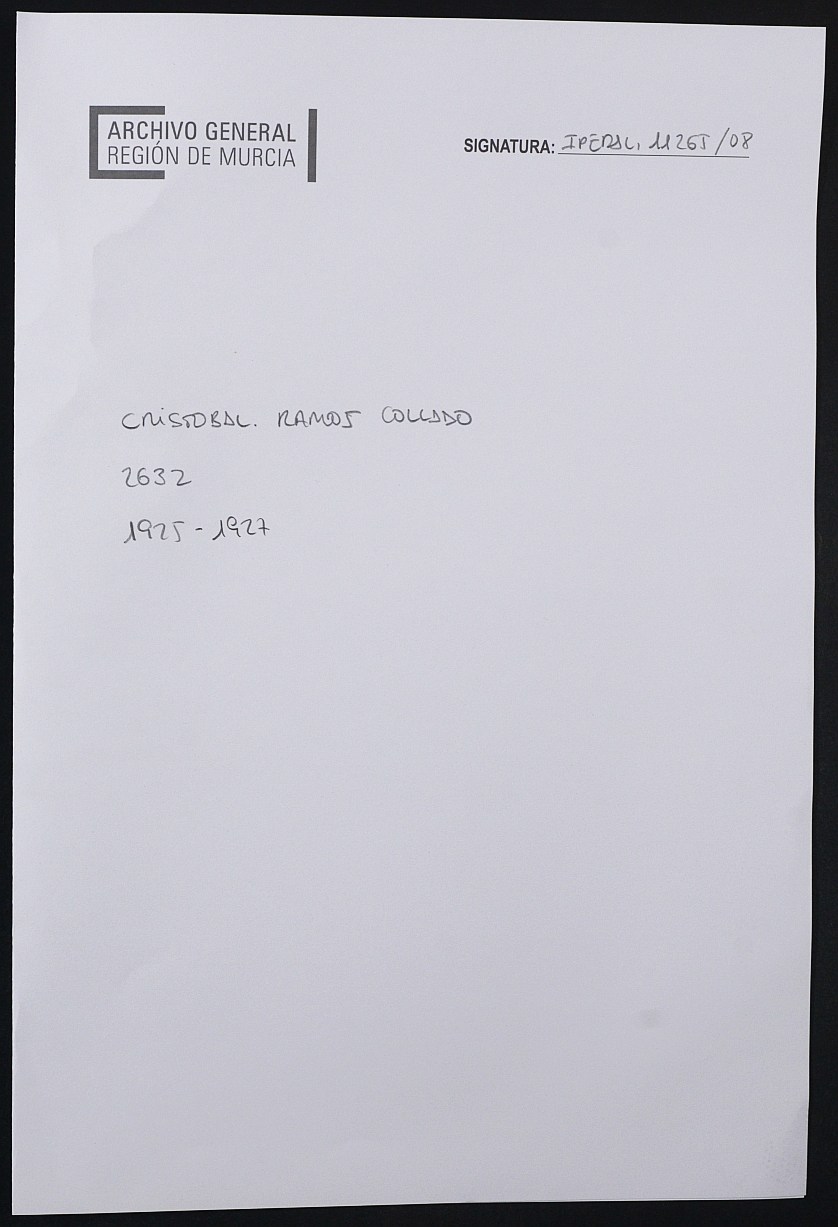 ARCHIVO GENERAL
REGIÓN DE MURCIA
SIGNATURA: IPERAL, 11265/08
CRISTOBAL. RAMOS COLLADO
2632
1925-1927